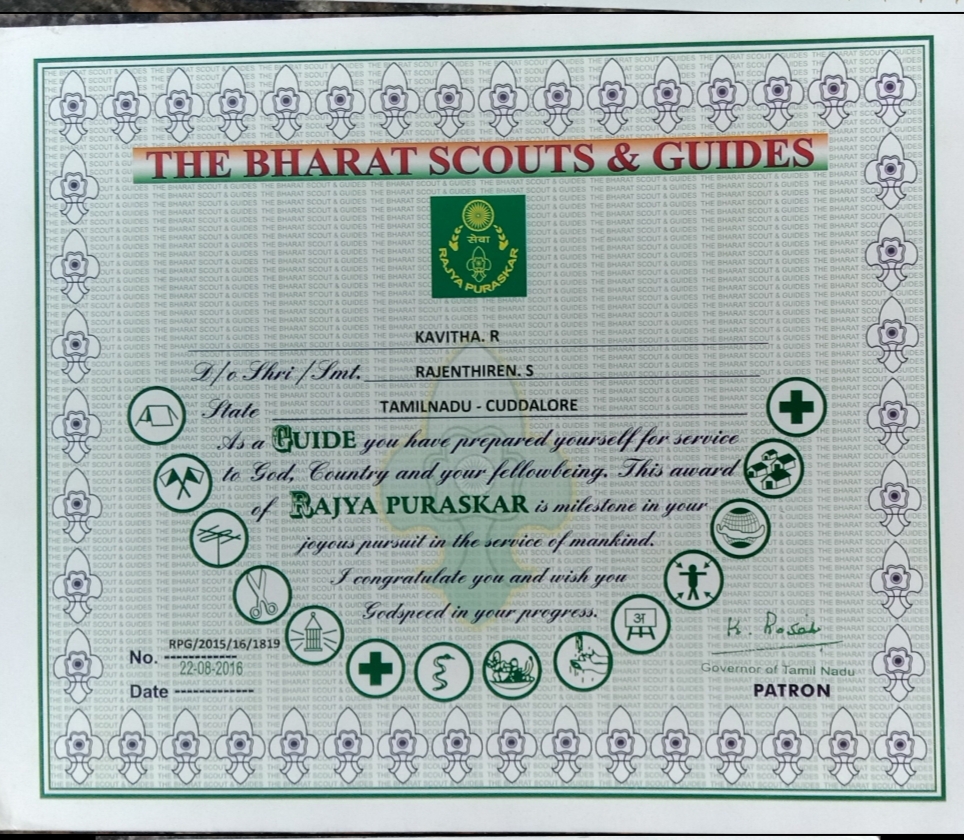 THE BHARAT SCOUTS & GUIDES
सेवा
RAJYA PURASKAR
KAVITHA. R
D/o Shri / Smt. RAJENTHIREN. S
State TAMILNADU - CUDDALORE
As a GUIDE you have prepared yourself for service
to God, Country and your fellowbeing. This award
of RAJYA PURASKAR is milestone in your
joyous pursuit in the service of mankind.
I congratulate you and wish you
Godspeed in your progress.
अ
RPG/2015/16/1819
No. ------------
22-08-2016
Date -------------
K. Rosaiah
Governor of Tamil Nadu
PATRON